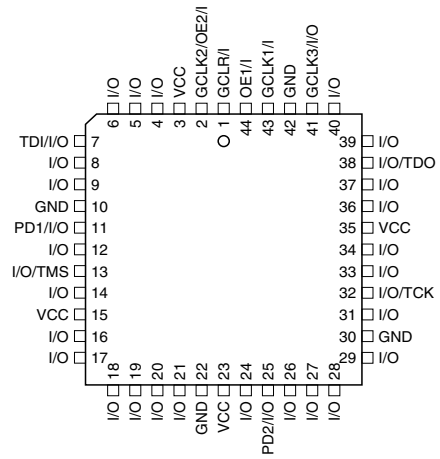 I/O
I/O
I/O
VCC
GCLK2/OE2/I
GCLR/I
OE1/I
GCLK1/I
GND
GCLK3/I/O
I/O
6
5
4
3
2
1
44
43
42
41
40
TDI/I/O 7
I/O 8
I/O 9
GND 10
PD1/I/O 11
I/O 12
I/O/TMS 13
I/O 14
VCC 15
I/O 16
I/O 17
39 I/O
38 I/O/TDO
37 I/O
36 I/O
35 VCC
34 I/O
33 I/O
32 I/O/TCK
31 I/O
30 GND
29 I/O
18
19
20
21
22
23
24
25
26
27
28
I/O
I/O
I/O
I/O
GND
VCC
I/O
PD2/I/O
I/O
I/O
I/O